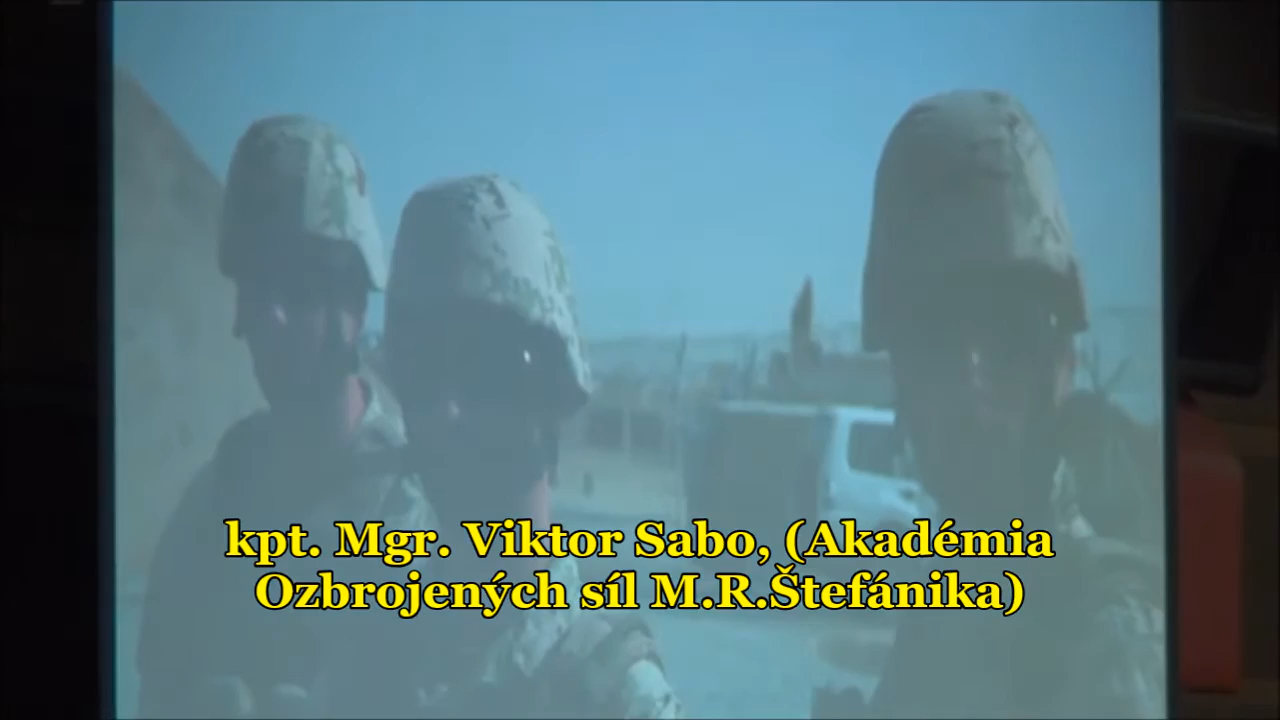 kpt. Mgr. Viktor Sabo, (Akadémia
Ozbrojených síl M.R.Štefánika)